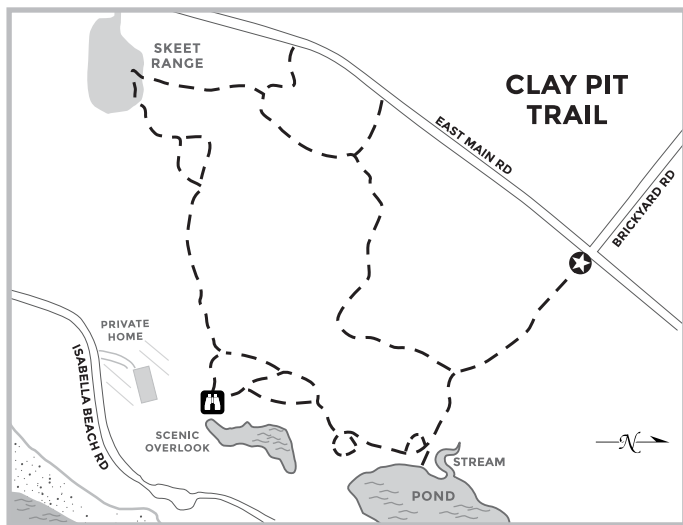 SKEET
RANGE
CLAY PIT
TRAIL
EAST MAIN RD
BRICKYARD RD
PRIVATE
HOME
ISABELLA BEACH RD
SCENIC
OVERLOOK
N
STREAM
POND